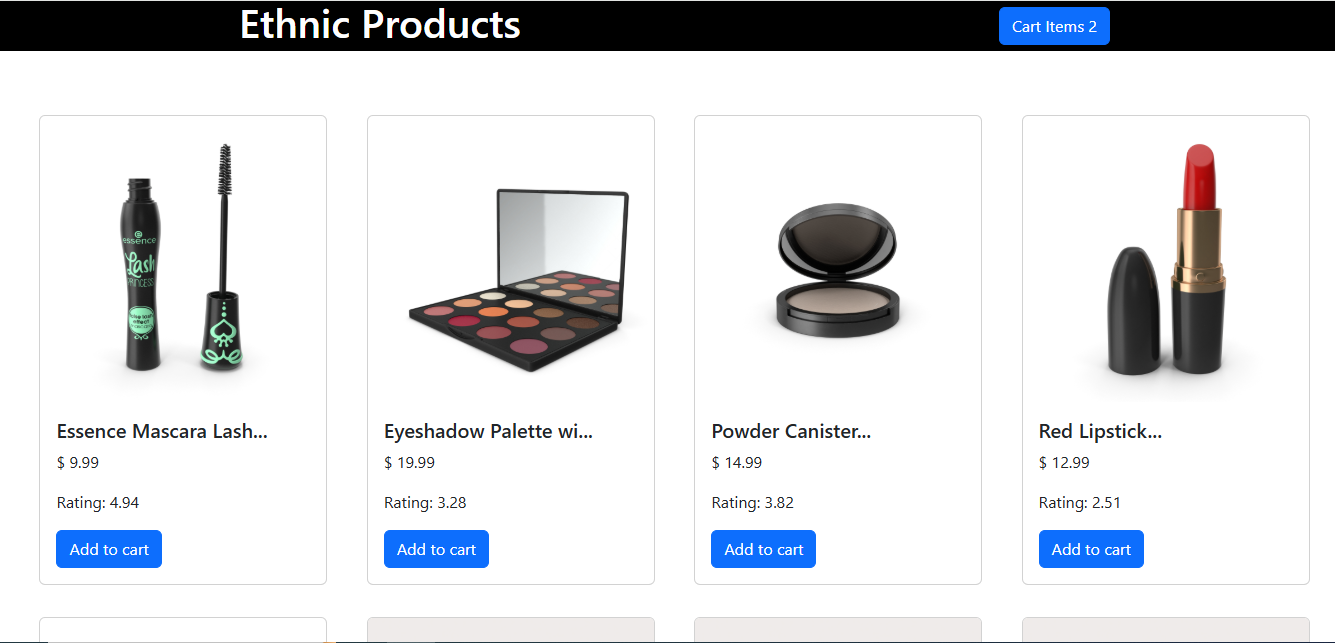 Ethnic Products
Cart Items 2
essence
Lash
PRINCESS
false lash
effect
mascara
Essence Mascara Lash...
$ 9.99
Rating: 4.94
Add to cart
Eyeshadow Palette wi...
$ 19.99
Rating: 3.28
Add to cart
Powder Canister...
$ 14.99
Rating: 3.82
Add to cart
Red Lipstick...
$ 12.99
Rating: 2.51
Add to cart